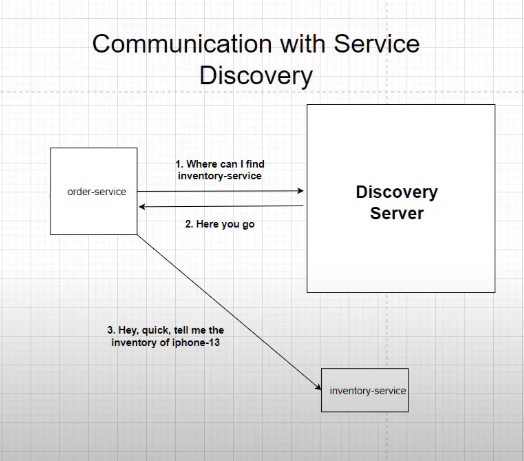 Communication with Service
Discovery
1. Where can I find
inventory-service
order-service
Discovery
Server
2. Here you go
3. Hey, quick, tell me the
inventory of iphone-13
inventory-service